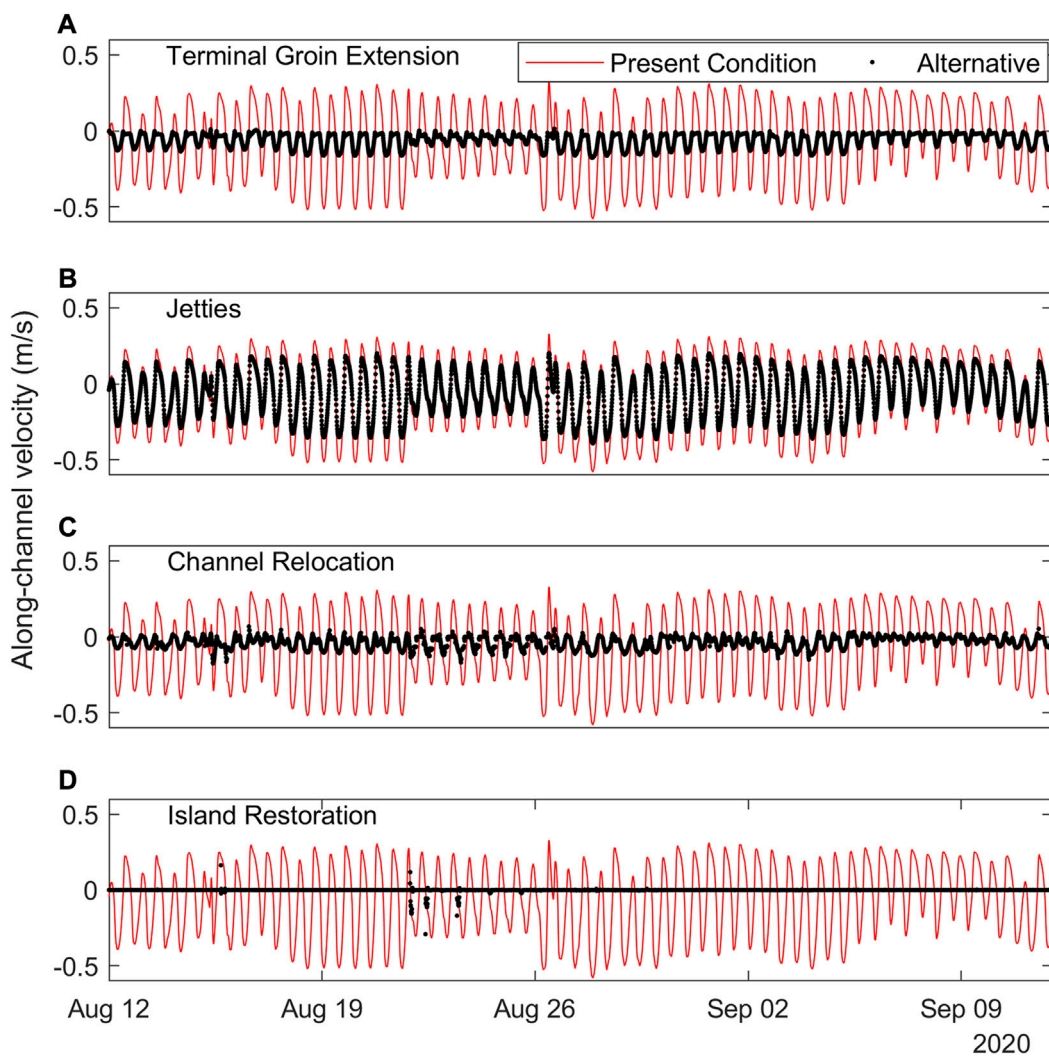 A
Terminal Groin Extension
Present Condition
Alternative
0.5
0
-0.5
B
Jetties
0.5
0
-0.5
Along-channel velocity (m/s)
C
Channel Relocation
0.5
0
-0.5
D
Island Restoration
0.5
0
-0.5
Aug 12
Aug 19
Aug 26
Sep 02
Sep 09
2020